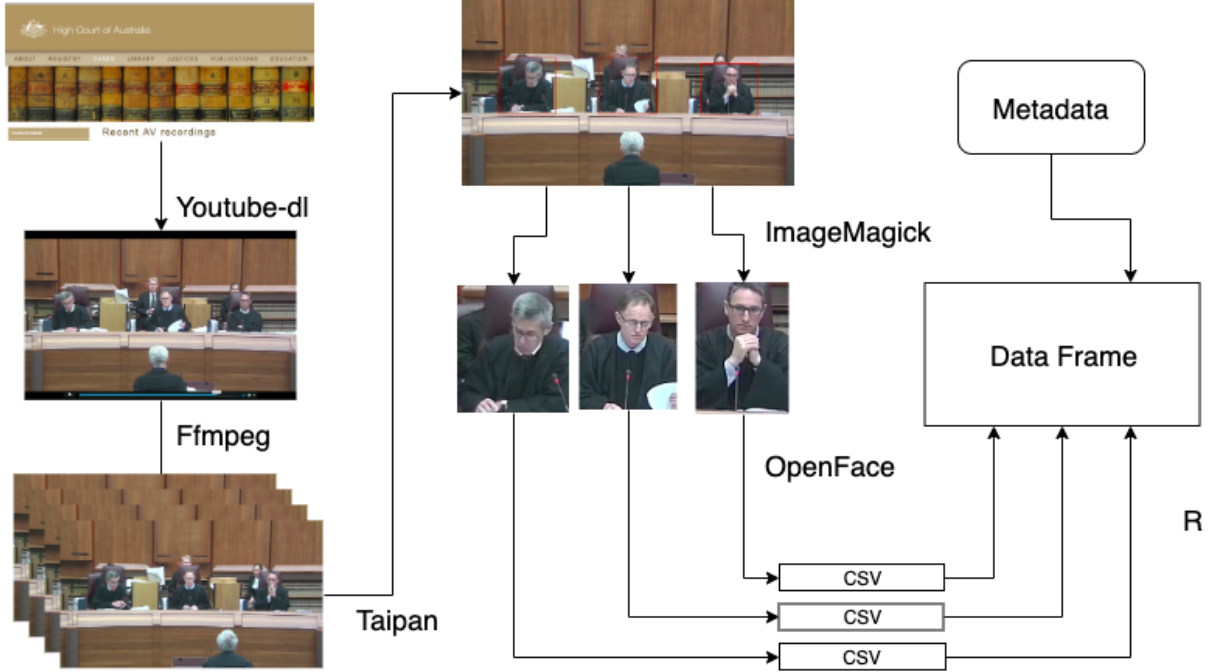 High Court of Australia
ABOUT REGISTRY CASES LIBRARY JUSTICES PUBLICATIONS EDUCATION
Recent AV recordings
Youtube-dl
Ffmpeg
Taipan
ImageMagick
OpenFace
CSV
CSV
CSV
Metadata
Data Frame
R